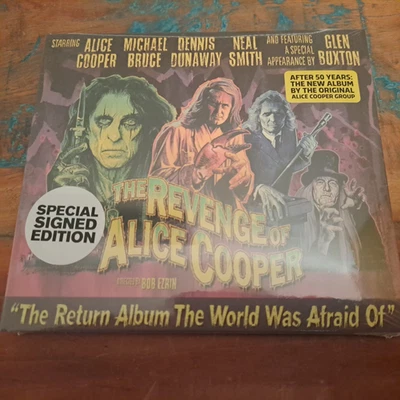 STARRING ALICE COOPER MICHAEL BRUCE DENNIS DUNAWAY NEAL SMITH AND FEATURING A SPECIAL APPEARANCE BY GLEN BUXTON
AFTER 50 YEARS:
THE NEW ALBUM
BY THE ORIGINAL
ALICE COOPER GROUP
THE REVENGE OF
ALICE COOPER
SPECIAL
SIGNED
EDITION
BOB EZRIN
"The Return Album The World Was Afraid Of"